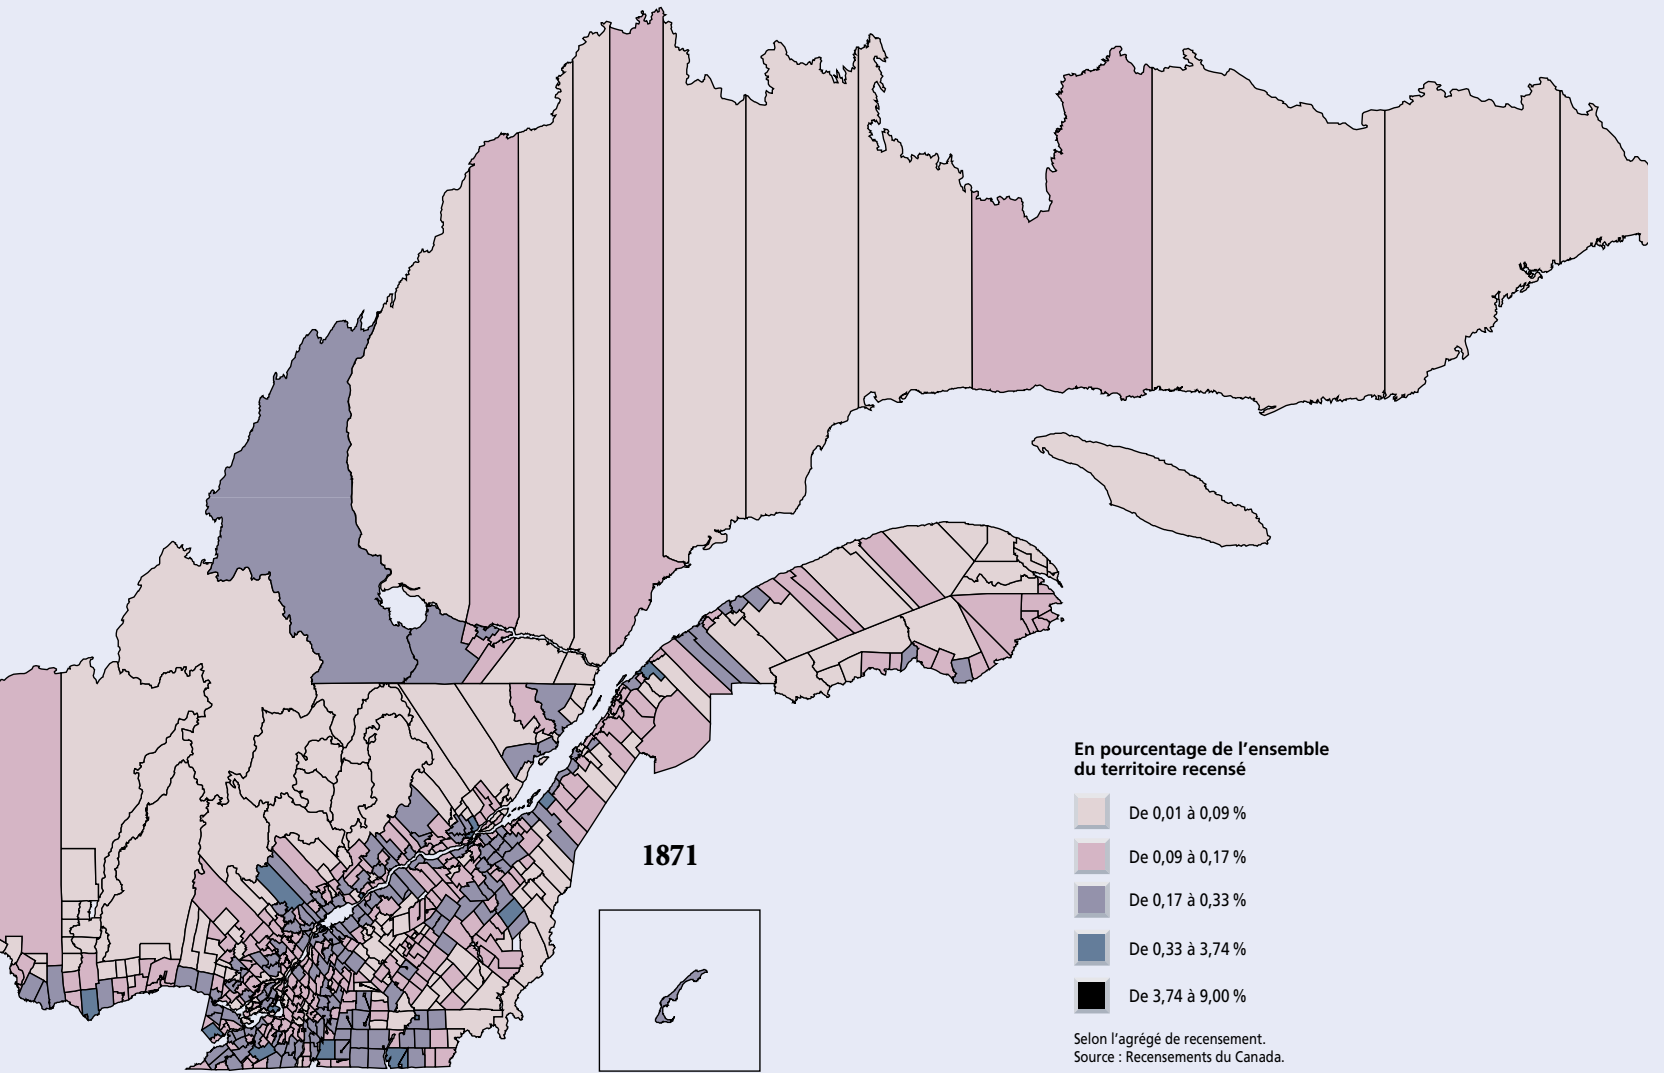 1871
En pourcentage de l'ensemble
du territoire recensé
De 0,01 à 0,09 %
De 0,09 à 0,17 %
De 0,17 à 0,33 %
De 0,33 à 3,74 %
De 3,74 à 9,00 %
Selon l'agrégé de recensement.
Source : Recensements du Canada.